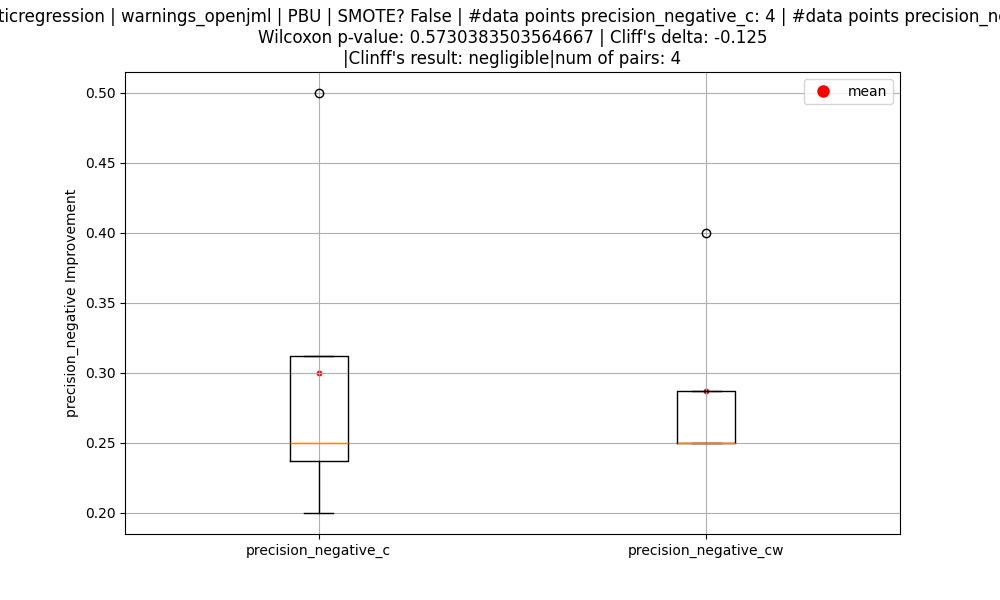 ticregression | warnings_openjml | PBU | SMOTE? False | #data points precision_negative_c: 4 | #data points precision_ne
Wilcoxon p-value: 0.5730383503564667 | Cliff's delta: -0.125
|Clinff's result: negligible|num of pairs: 4
mean
0.50
0.45
0.40
0.35
0.30
0.25
0.20
precision_negative Improvement
precision_negative_c
precision_negative_cw